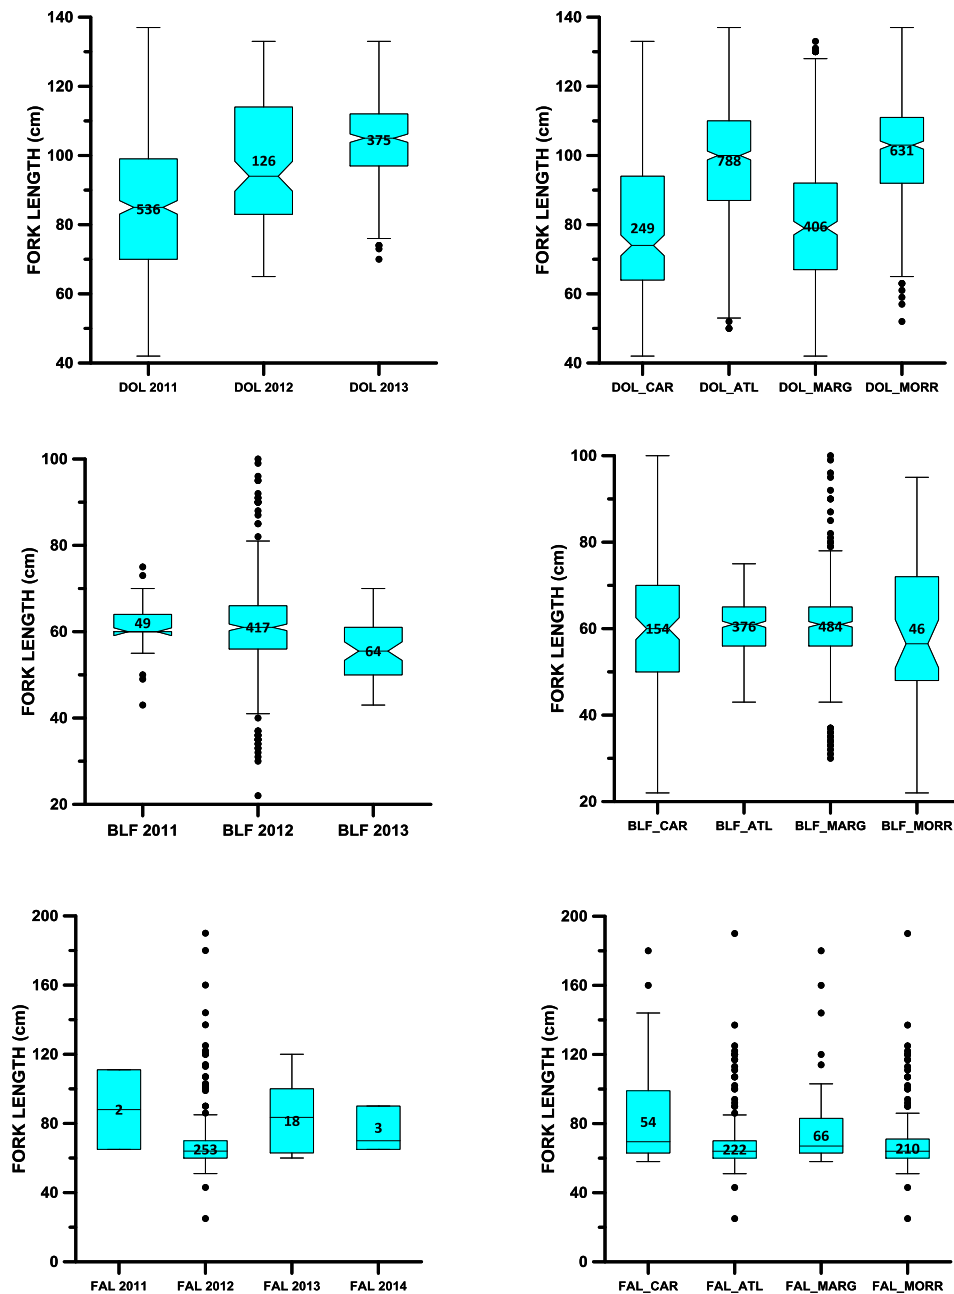 140
120
100
80
60
40
FORK LENGTH (cm)
536
126
375
DOL 2011
DOL 2012
DOL 2013
140
120
100
80
60
40
FORK LENGTH (cm)
249
788
406
631
DOL_CAR
DOL_ATL
DOL_MARG
DOL_MORR
100
80
60
40
20
FORK LENGTH (cm)
49
417
64
BLF 2011
BLF 2012
BLF 2013
100
80
60
40
20
FORK LENGTH (cm)
154
376
484
46
BLF_CAR
BLF_ATL
BLF_MARG
BLF_MORR
200
160
120
80
40
0
FORK LENGTH (cm)
2
253
18
3
FAL 2011
FAL 2012
FAL 2013
FAL 2014
200
160
120
80
40
0
FORK LENGTH (cm)
54
222
66
210
FAL_CAR
FAL_ATL
FAL_MARG
FAL_MORR